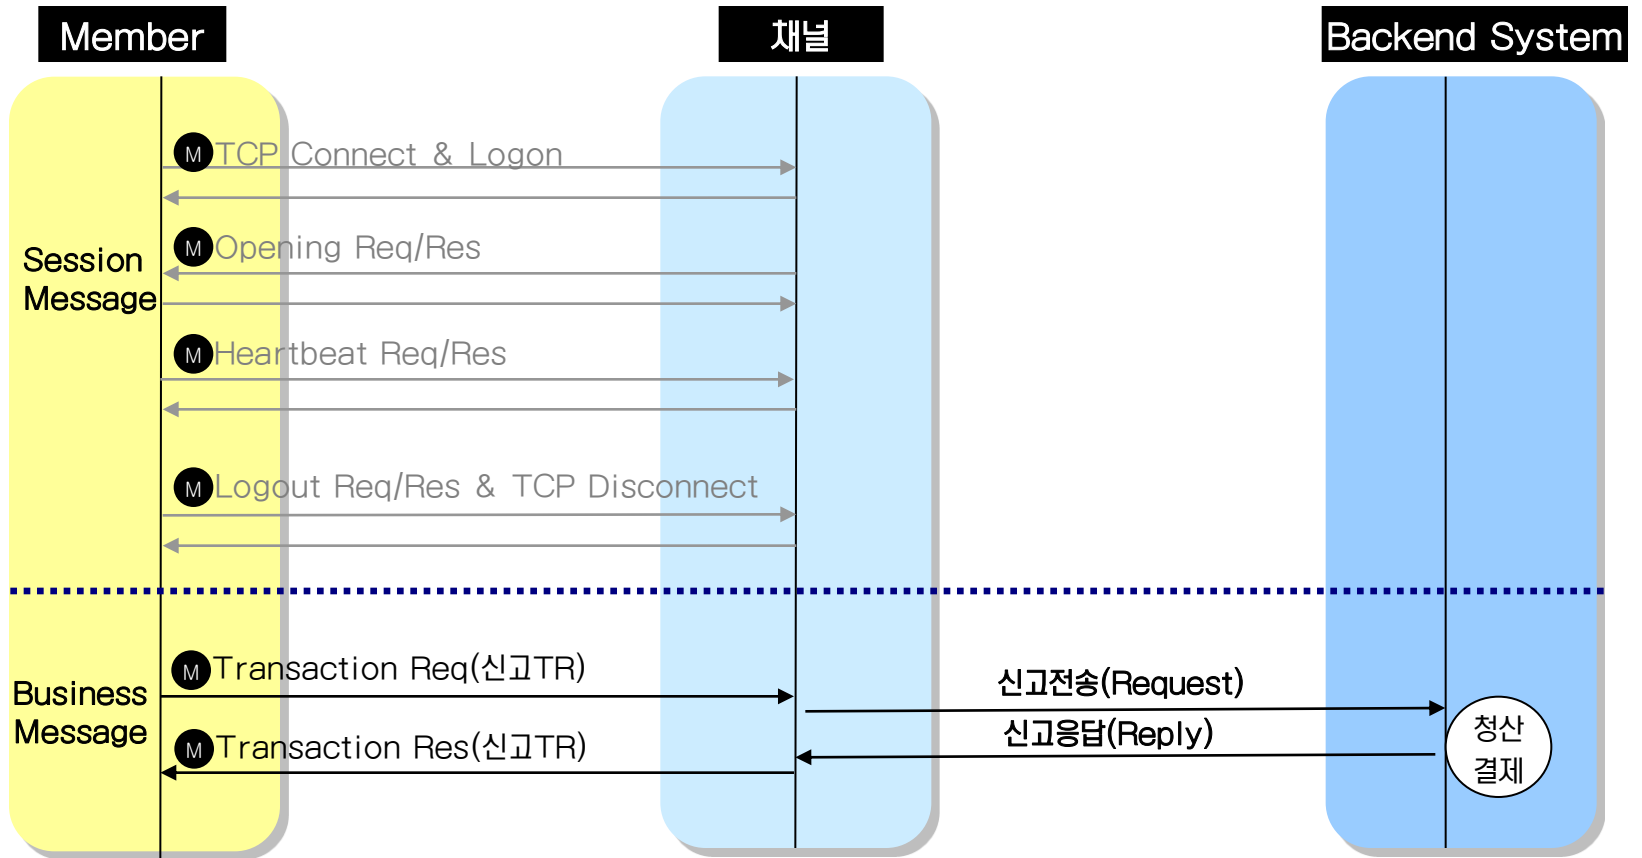 Member
채널
Backend System
M TCP Connect & Logon
M Opening Req/Res
Session
Message
M Heartbeat Req/Res
M Logout Req/Res & TCP Disconnect
M Transaction Req(신고TR)
신고전송(Request)
Business
Message
M Transaction Res(신고TR)
신고응답(Reply)
청산
결제